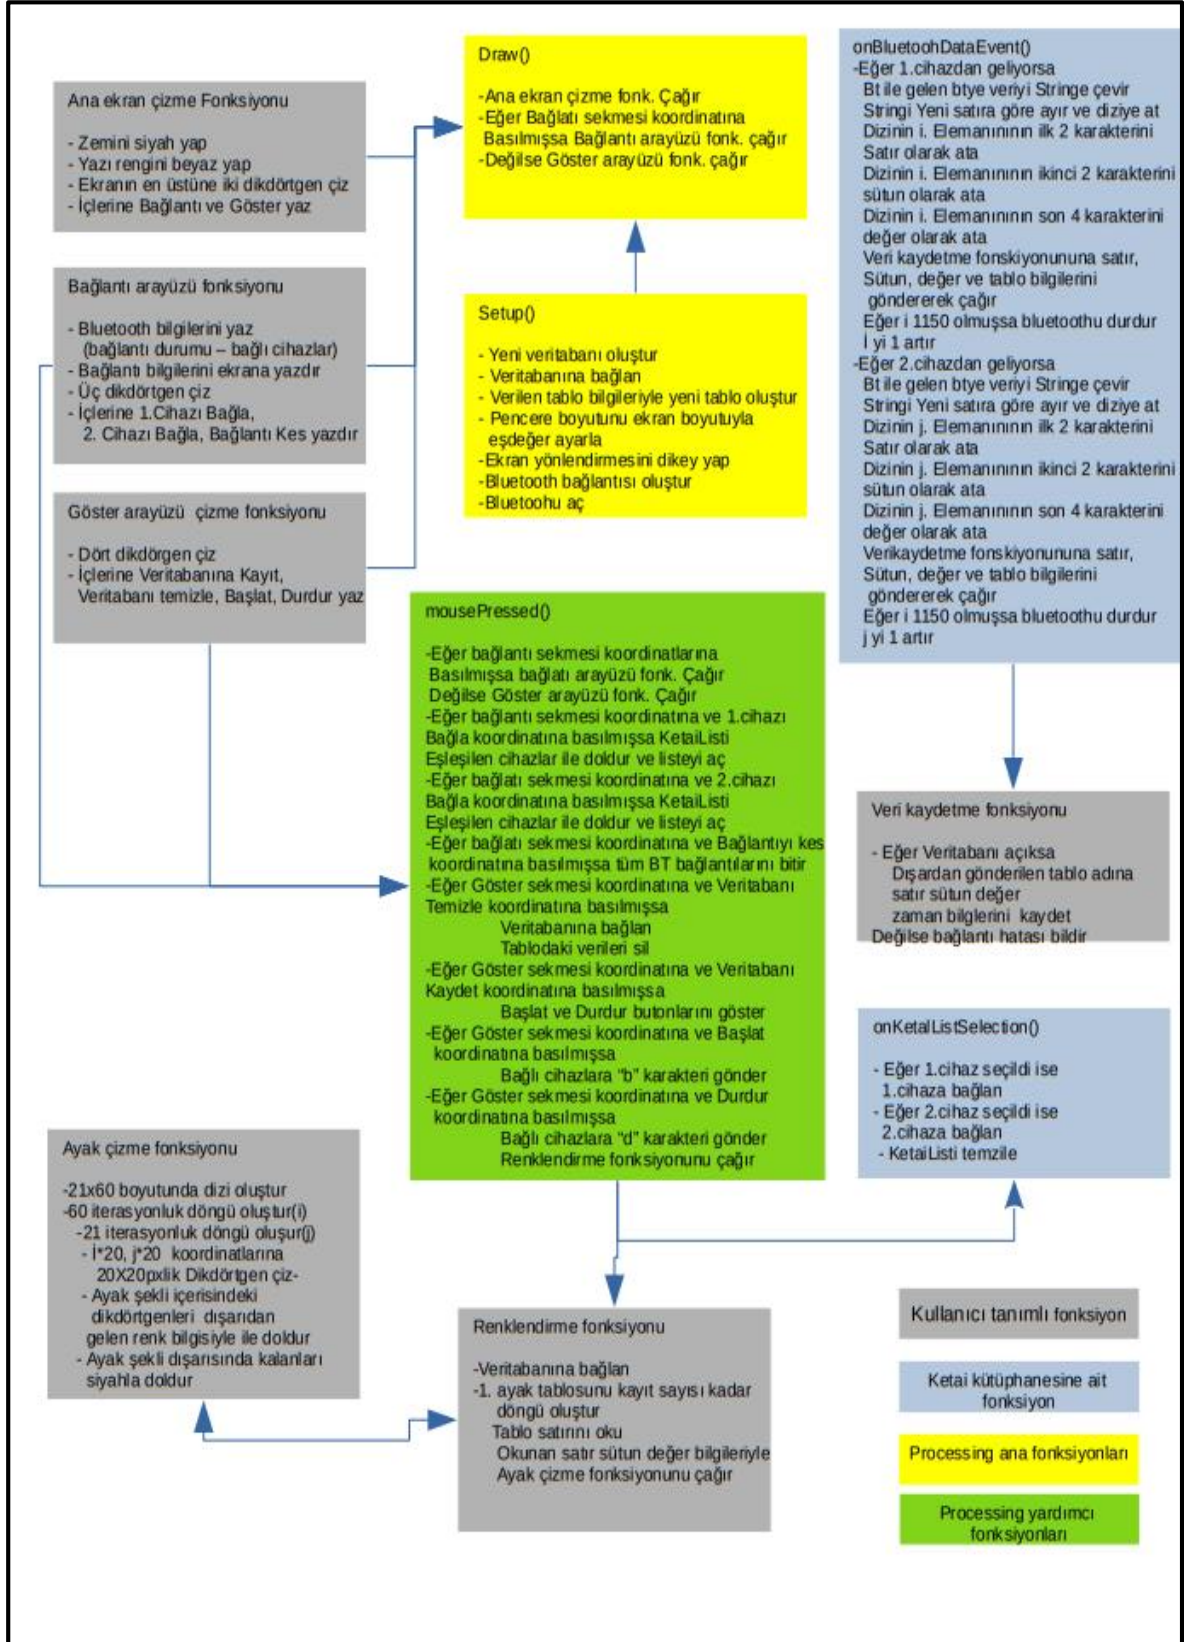 Ana ekran çizme Fonksiyonu
- Zemini siyah yap
- Yazı rengini beyaz yap
- Ekranın en üstüne iki dikdörtgen çiz
- İçlerine Bağlantı ve Göster yaz
Bağlantı arayüzü fonksiyonu
- Bluetooth bilgilerini yaz
(bağlantı durumu – bağlı cihazlar)
- Bağlantı bilgilerini ekrana yazdır
- Üç dikdörtgen çiz
- İçlerine 1.Cihazı Bağla,
2. Cihazı Bağla, Bağlantı Kes yazdır
Göster arayüzü çizme fonksiyonu
- Dört dikdörgen çiz
- İçlerine Veritabanına Kayıt,
Veritabanı temizle, Başlat, Durdur yaz
Draw()
-Ana ekran çizme fonk. Çağır
-Eğer Bağlatı sekmesi koordinatına
Basılmışsa Bağlantı arayüzü fonk. çağır
-Değilse Göster arayüzü fonk. çağır
Setup()
- Yeni veritabanı oluştur
- Veritabanına bağlan
- Verilen tablo bilgileriyle yeni tablo oluştur
- Pencere boyutunu ekran boyutuyla
eşdeğer ayarla
-Ekran yönlendirmesini dikey yap
-Bluetooth bağlantısı oluştur
-Bluetoohu aç
onBluetoohDataEvent()
-Eğer 1.cihazdan geliyorsa
Bt ile gelen btye veriyi Stringe çevir
Stringi Yeni satıra göre ayır ve diziye at
Dizinin i. Elemanınının ilk 2 karakterini
Satır olarak ata
Dizinin i. Elemanınının ikinci 2 karakterini
sütun olarak ata
Dizinin i. Elemanınının son 4 karakterini
değer olarak ata
Veri kaydetme fonskiyonununa satır,
Sütun, değer ve tablo bilgilerini
göndererek çağır
Eğer i 1150 olmuşsa bluetoothu durdur
İ yi 1 artır
-Eğer 2.cihazdan geliyorsa
Bt ile gelen btye veriyi Stringe çevir
Stringi Yeni satıra göre ayır ve diziye at
Dizinin j. Elemanınının ilk 2 karakterini
Satır olarak ata
Dizinin j. Elemanınının ikinci 2 karakterini
sütun olarak ata
Dizinin j. Elemanınının son 4 karakterini
değer olarak ata
Verikaydetme fonskiyonununa satır,
Sütun, değer ve tablo bilgilerini
göndererek çağır
Eğer i 1150 olmuşsa bluetoothu durdur
j yi 1 artır
mousePressed()
-Eğer bağlantı sekmesi koordinatlarına
Basılmışsa bağlatı arayüzü fonk. Çağır
Değilse Göster arayüzü fonk. Çağır
-Eğer bağlantı sekmesi koordinatına ve 1.cihazı
Bağla koordinatına basılmışsa KetaiListi
Eşleşilen cihazlar ile doldur ve listeyi aç
-Eğer bağlatı sekmesi koordinatına ve 2.cihazı
Bağla koordinatına basılmışsa KetaiListi
Eşleşilen cihazlar ile doldur ve listeyi aç
-Eğer bağlatı sekmesi koordinatına ve Bağlantıyı kes
koordinatına basılmışsa tüm BT bağlantılarını bitir
-Eğer Göster sekmesi koordinatına ve Veritabanı
Temizle koordinatına basılmışsa
Veritabanına bağlan
Tablodaki verileri sil
-Eğer Göster sekmesi koordinatına ve Veritabanı
Kaydet koordinatına basılmışsa
Başlat ve Durdur butonlarını göster
-Eğer Göster sekmesi koordinatına ve Başlat
koordinatına basılmışsa
Bağlı cihazlara "b" karakteri gönder
-Eğer Göster sekmesi koordinatına ve Durdur
koordinatına basılmışsa
Bağlı cihazlara "d" karakteri gönder
Renklendirme fonksiyonunu çağır
Veri kaydetme fonksiyonu
- Eğer Veritabanı açıksa
Dışardan gönderilen tablo adına
satır sütun değer
zaman bilglerini kaydet
Değilse bağlantı hatası bildir
onKetaIListSelection()
- Eğer 1.cihaz seçildi ise
1.cihaza bağlan
- Eğer 2.cihaz seçildi ise
2.cihaza bağlan
- KetaiListi temzile
Ayak çizme fonksiyonu
-21x60 boyutunda dizi oluştur
-60 iterasyonluk döngü oluştur(i)
-21 iterasyonluk döngü oluşur(j)
- İ*20, j*20 koordinatlarına
20X20pxlik Dikdörtgen çiz-
- Ayak şekli içerisindeki
dikdörtgenleri dışarıdan
gelen renk bilgisiyle ile doldur
- Ayak şekli dışarısında kalanları
siyahla doldur
Renklendirme fonksiyonu
-Veritabanına bağlan
-1. ayak tablosunu kayıt sayısı kadar
döngü oluştur
Tablo satırını oku
Okunan satır sütun değer bilgileriyle
Ayak çizme fonksiyonunu çağır
Kullanıcı tanımlı fonksiyon
Ketai kütüphanesine ait
fonksiyon
Processing ana fonksiyonları
Processing yardımcı
fonksiyonları